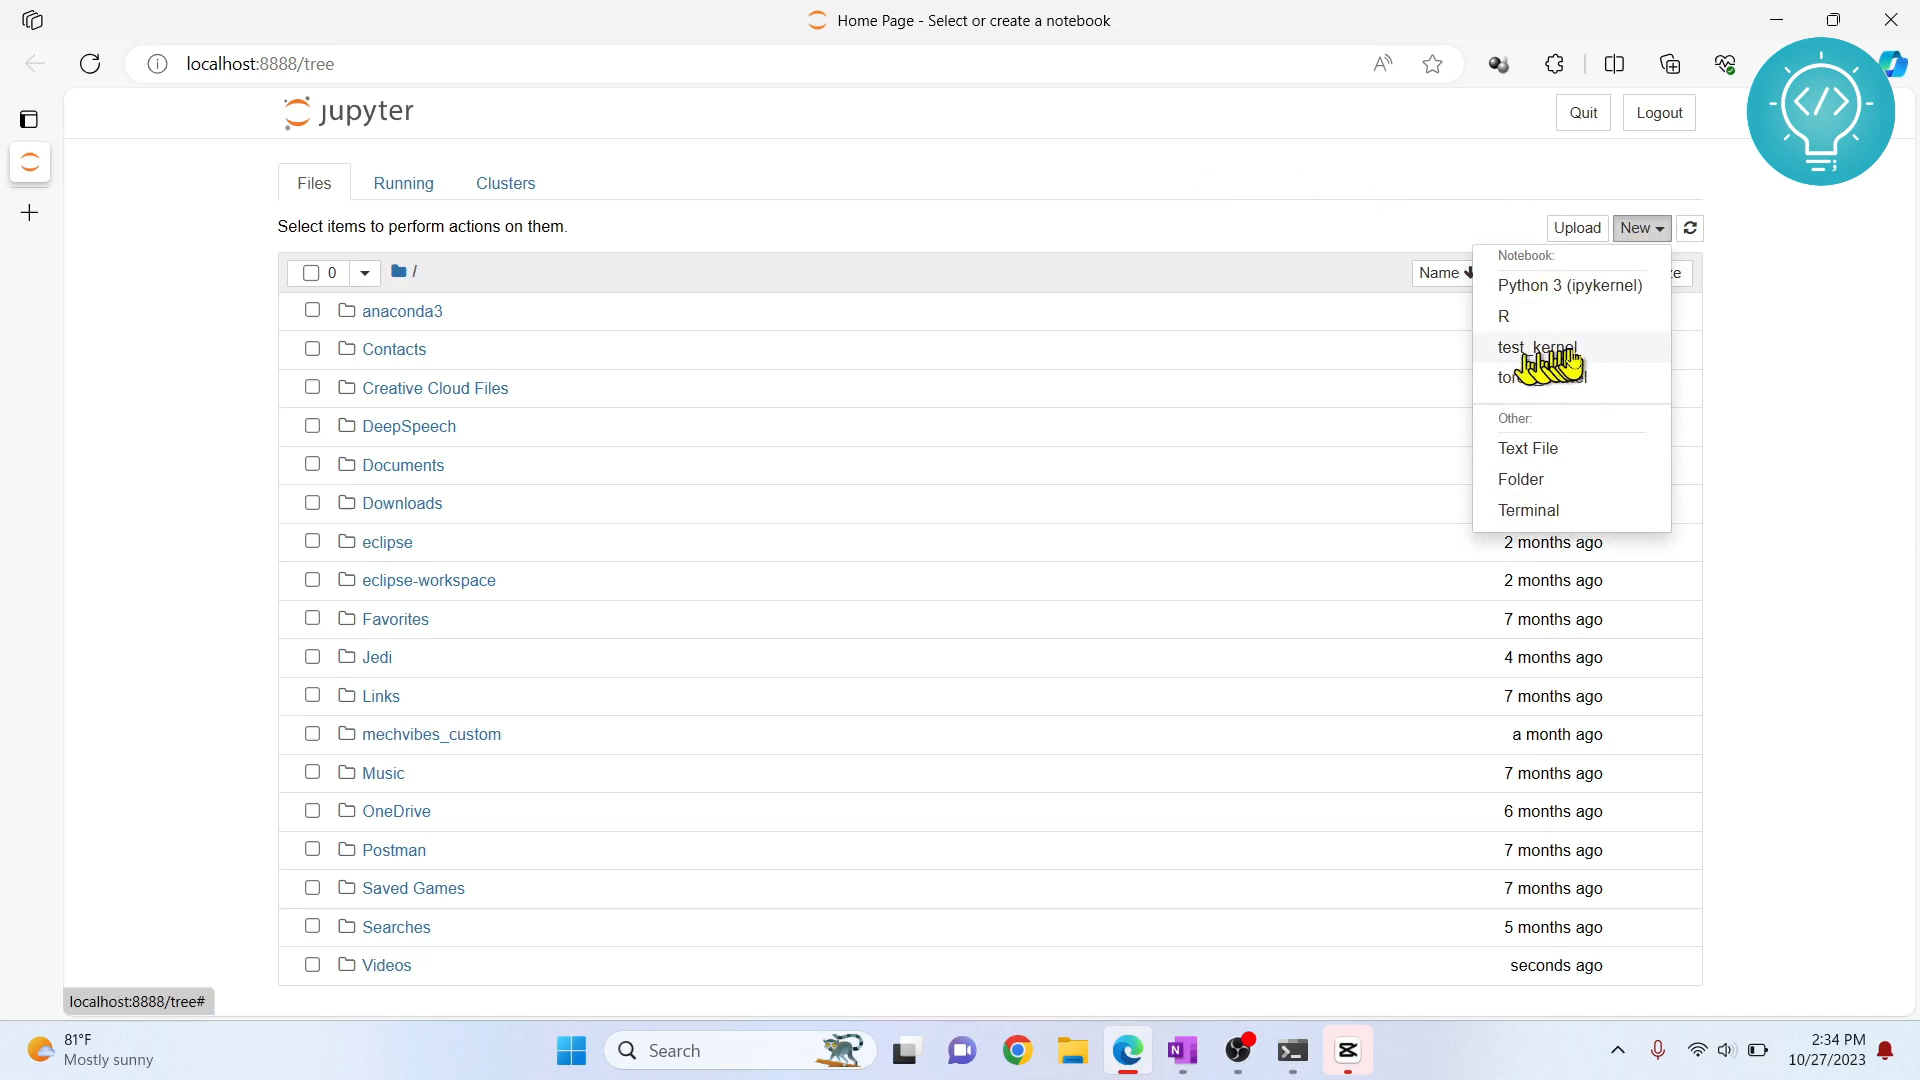 Home Page - Select or create a notebook
localhost:8888/tree
jupyter
Quit
Logout
Files
Running
Clusters
Select items to perform actions on them.
Upload
New
0
/
Name
Notebook:
Python 3 (ipykernel)
R
test_kernel
Other:
Text File
Folder
Terminal
anaconda3
Contacts
Creative Cloud Files
DeepSpeech
Documents
Downloads
eclipse 2 months ago
eclipse-workspace 2 months ago
Favorites 7 months ago
Jedi 4 months ago
Links 7 months ago
mechvibes_custom a month ago
Music 7 months ago
OneDrive 6 months ago
Postman 7 months ago
Saved Games 7 months ago
Searches 5 months ago
Videos seconds ago
localhost:8888/tree#
81°F
Mostly sunny
Search
2:34 PM
10/27/2023